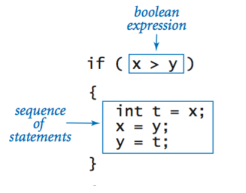 boolean
expression
if ( x > y )
{
int t = x;
x = y;
y = t;
}
sequence
of
statements